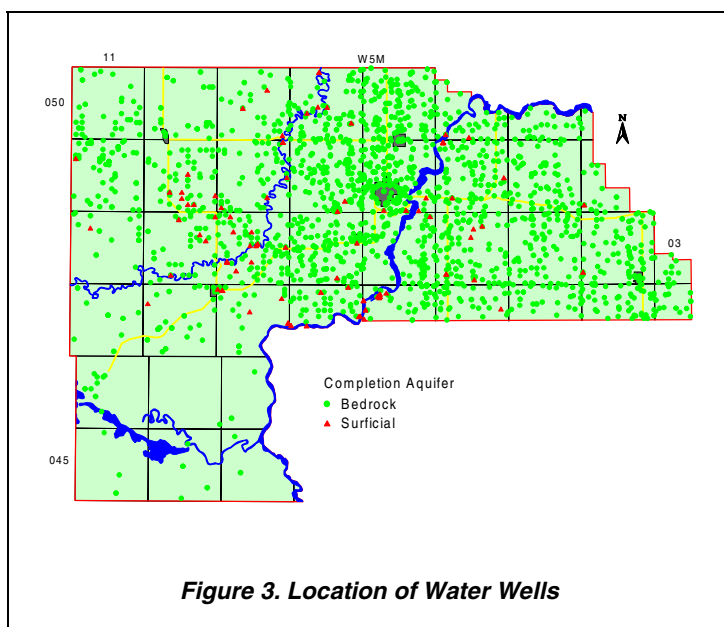 11
W5M
050
N
03
Completion Aquifer
Bedrock
Surficial
045
Figure 3. Location of Water Wells